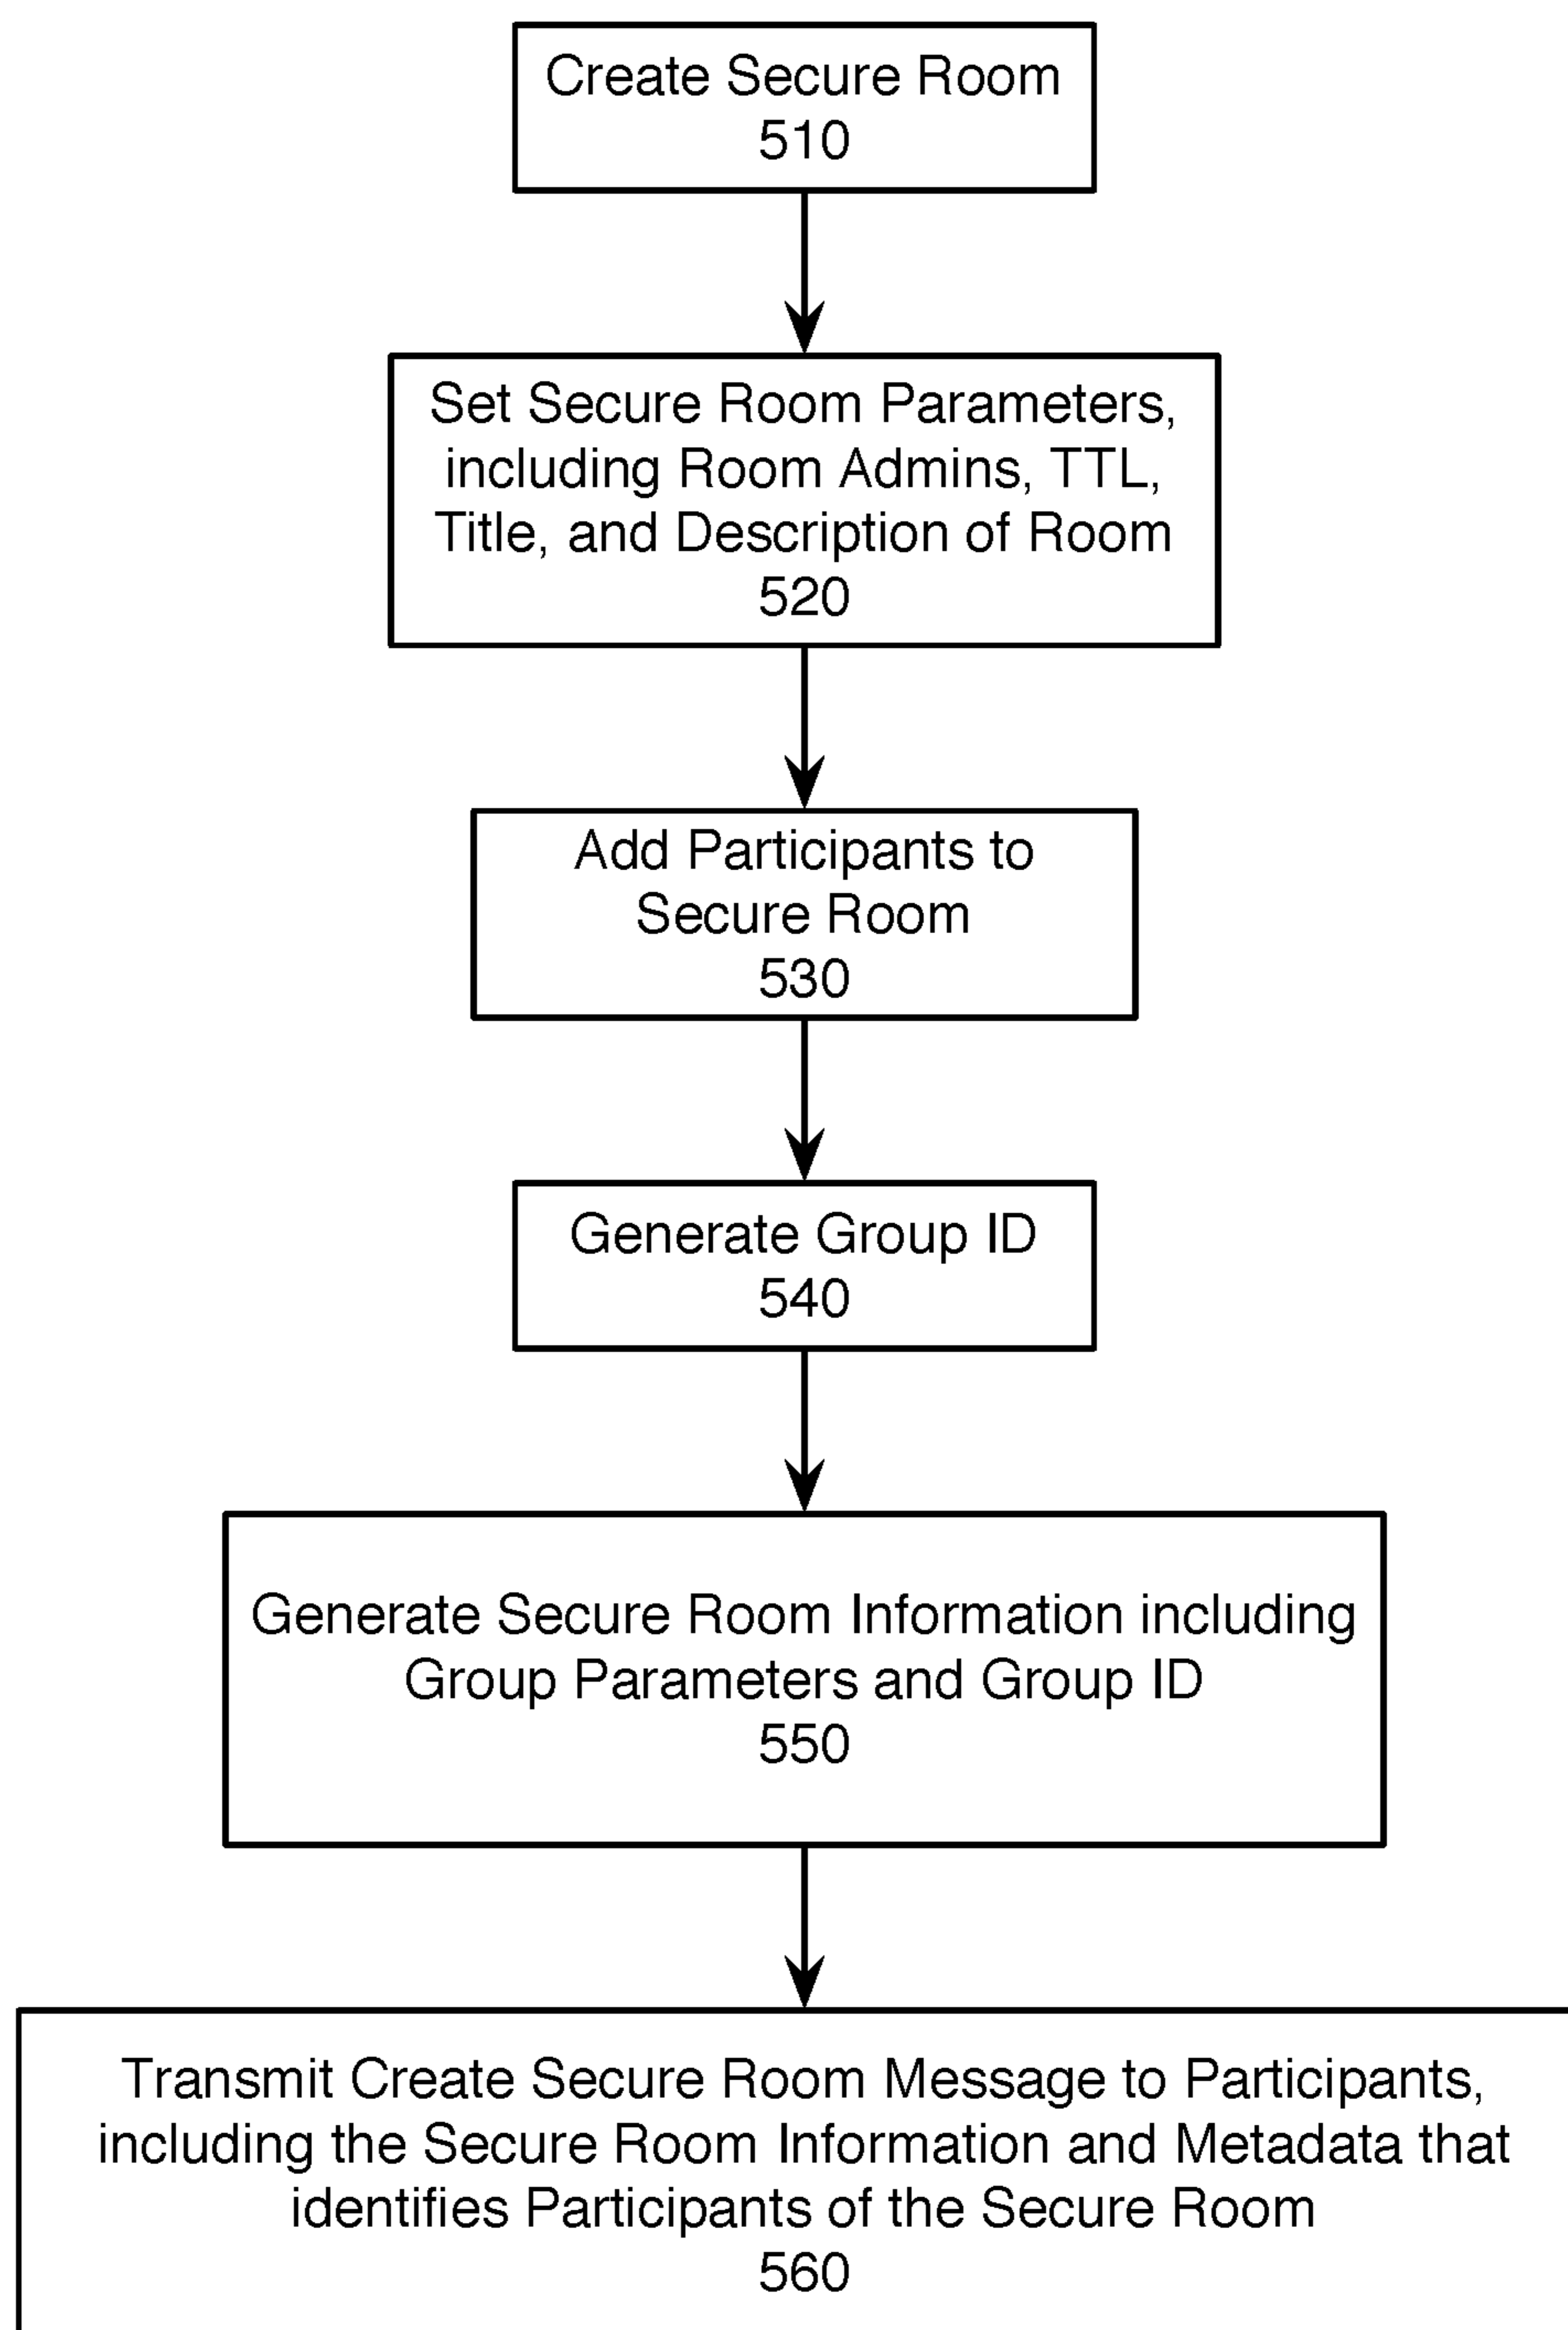 Create Secure Room
510
Set Secure Room Parameters,
including Room Admins, TTL,
Title, and Description of Room
520
Add Participants to
Secure Room
530
Generate Group ID
540
Generate Secure Room Information including
Group Parameters and Group ID
550
Transmit Create Secure Room Message to Participants,
including the Secure Room Information and Metadata that
identifies Participants of the Secure Room
560